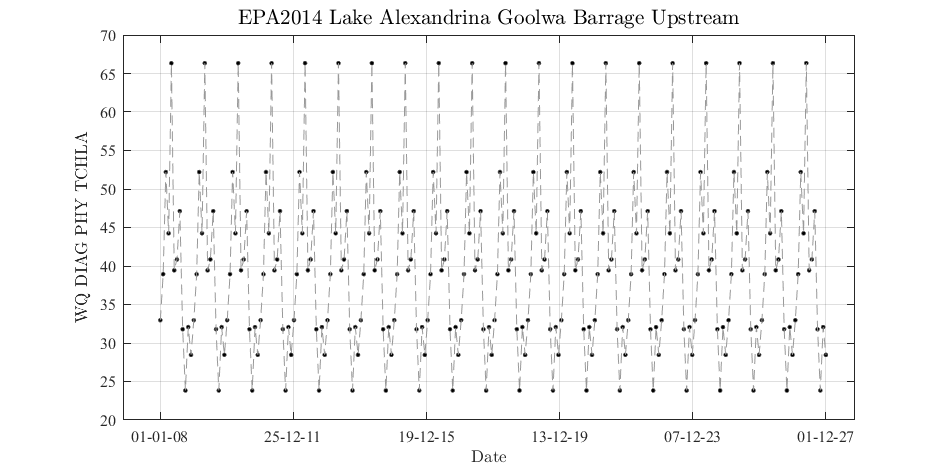 EPA2014 Lake Alexandrina Goolwa Barrage Upstream
70
65
60
55
50
45
40
35
30
25
20
WQ DIAG PHY TCHLA
01-01-08 25-12-11 19-12-15 13-12-19 07-12-23 01-12-27
Date